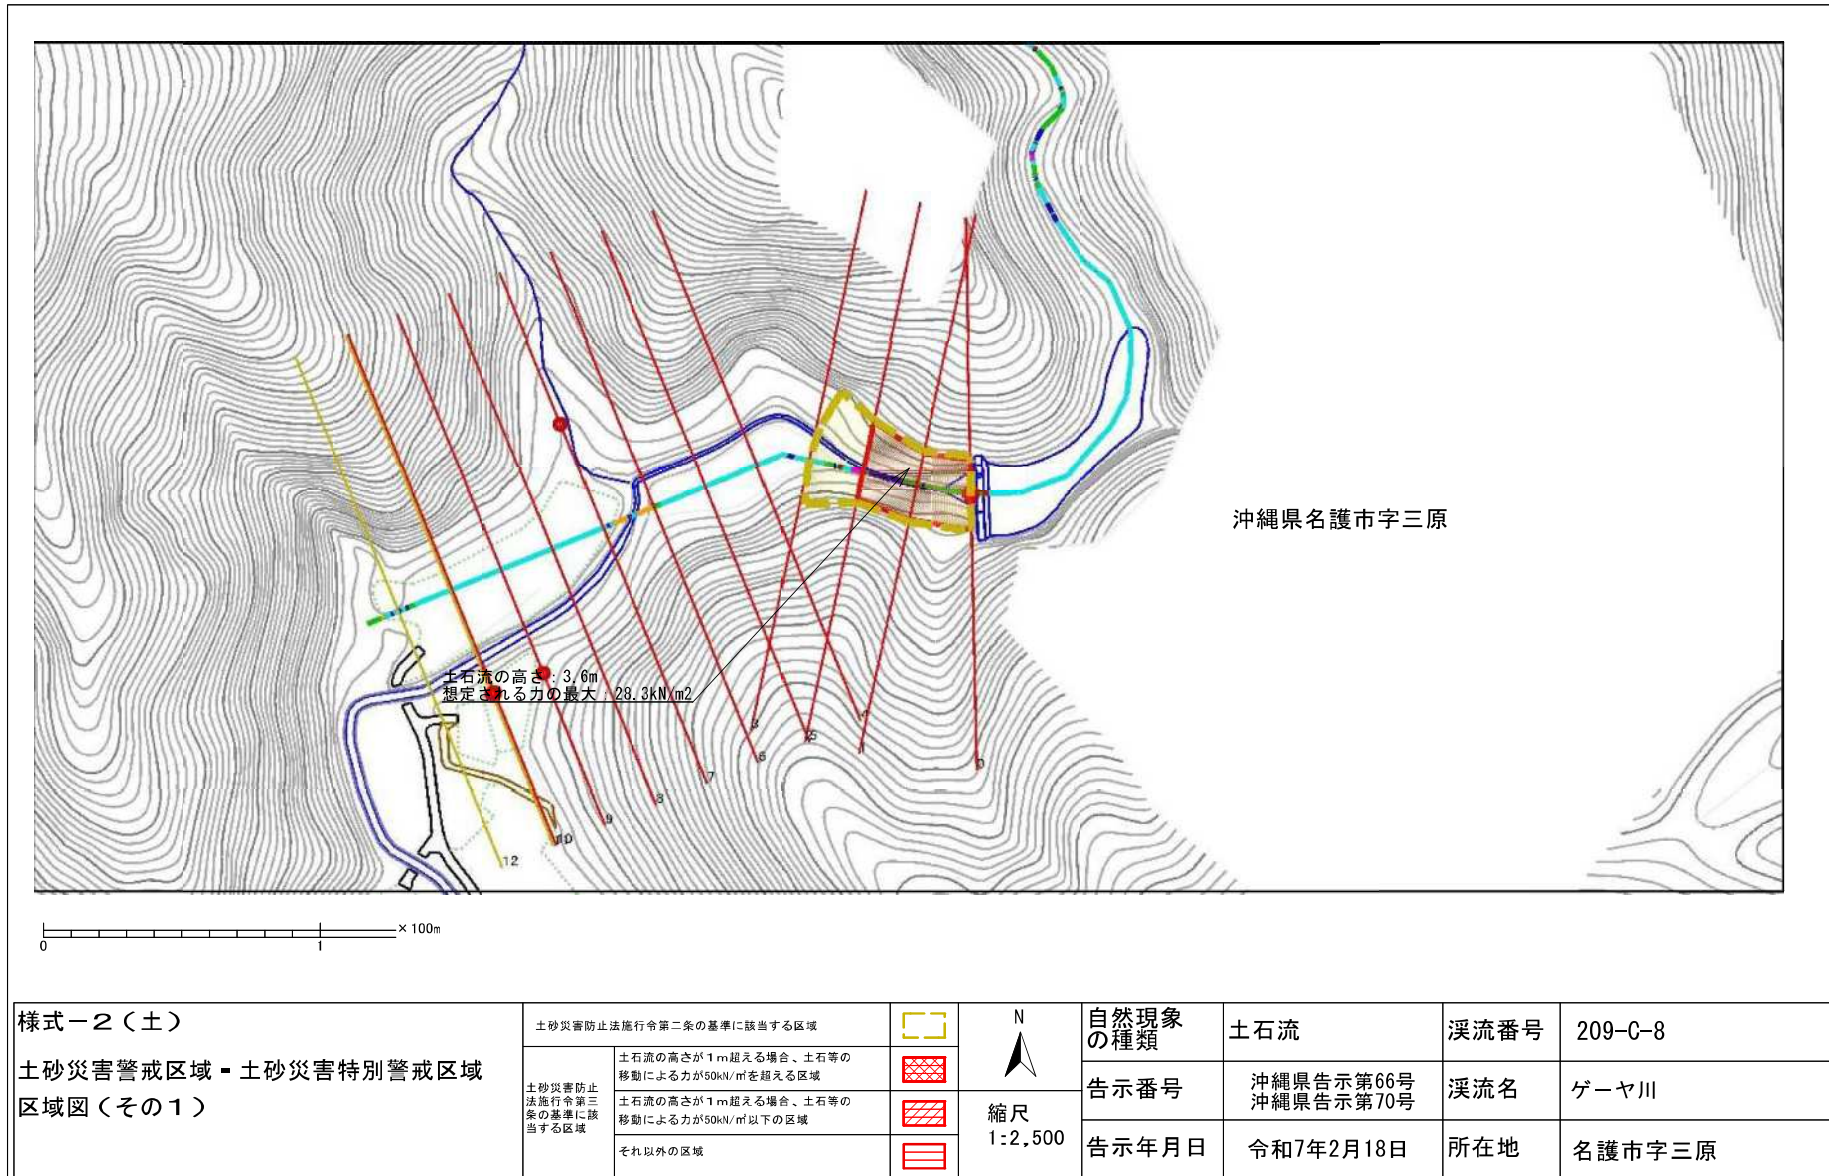 沖縄県名護市字三原
土石流の高さ：3.6m
想定される力の最大：28.3kN/m2
3
4
5
1
6
0
7
8
9
10
12
×100m
0
1
様式－２（土）
土砂災害警戒区域・土砂災害特別警戒区域
区域図（その１）
土砂災害防止法施行令第二条の基準に該当する区域
土砂災害防止
法施行令第三
条の基準に該
当する区域
土石流の高さが１ｍ超える場合、土石等の
移動による力が50kN/㎡を超える区域
土石流の高さが１ｍ超える場合、土石等の
移動による力が50kN/㎡以下の区域
それ以外の区域
N
縮尺
1:2,500
自然現象
の種類
土石流
渓流番号
209-C-8
告示番号
沖縄県告示第66号
沖縄県告示第70号
渓流名
ゲーヤ川
告示年月日
令和7年2月18日
所在地
名護市字三原